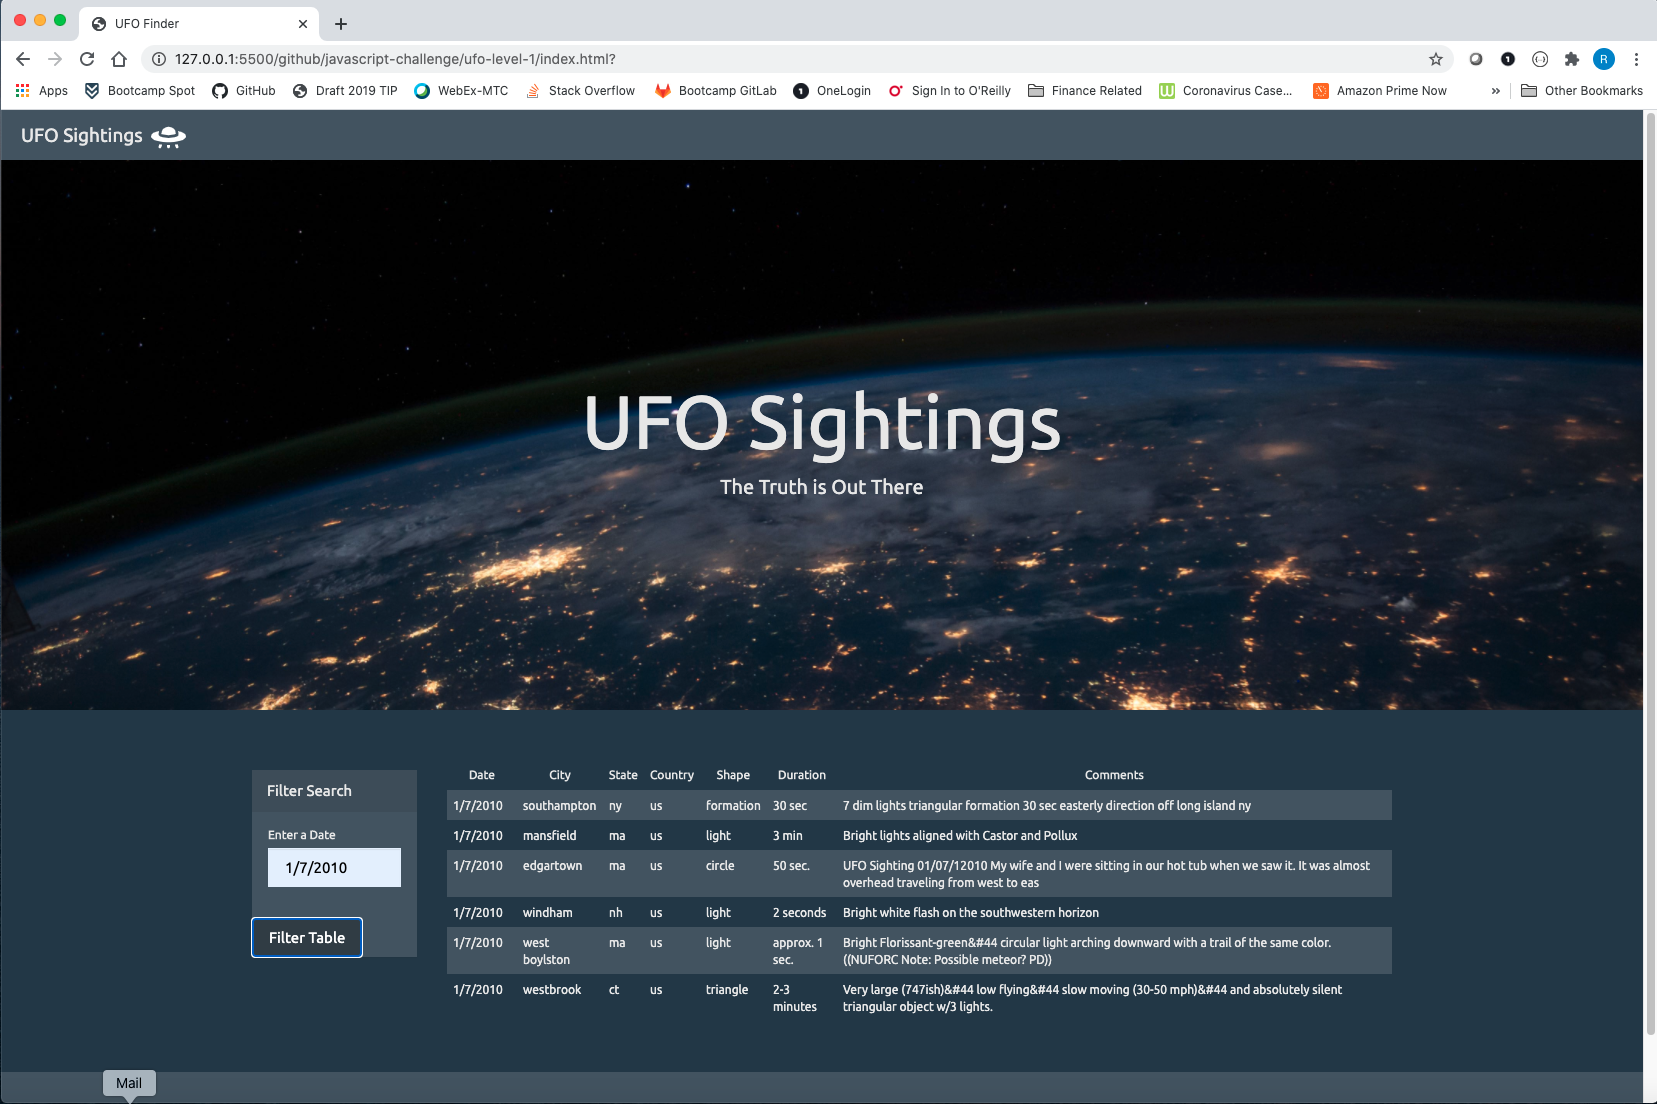 UFO Finder
127.0.0.1:5500/github/javascript-challenge/ufo-level-1/index.html?
R
Apps
Bootcamp Spot
GitHub
Draft 2019 TIP
WebEx-MTC
Stack Overflow
Bootcamp GitLab
OneLogin
Sign In to O'Reilly
Finance Related
Coronavirus Case...
Amazon Prime Now
»
Other Bookmarks
UFO Sightings
UFO Sightings
The Truth is Out There
Filter Search
Enter a Date
1/7/2010
Filter Table
Date City State Country Shape Duration Comments
1/7/2010 southampton ny us formation 30 sec 7 dim lights triangular formation 30 sec easterly direction off long island ny
1/7/2010 mansfield ma us light 3 min Bright lights aligned with Castor and Pollux
1/7/2010 edgartown ma us circle 50 sec. UFO Sighting 01/07/12010 My wife and I were sitting in our hot tub when we saw it. It was almost
overhead traveling from west to eas
1/7/2010 windham nh us light 2 seconds Bright white flash on the southwestern horizon
1/7/2010 west ma us light approx. 1 Bright Florissant-green&#44 circular light arching downward with a trail of the same color.
boylston sec. ((NUFORC Note: Possible meteor? PD))
1/7/2010 westbrook ct us triangle 2-3 Very large (747ish)&#44 low flying&#44 slow moving (30-50 mph)&#44 and absolutely silent
minutes triangular object w/3 lights.
Mail